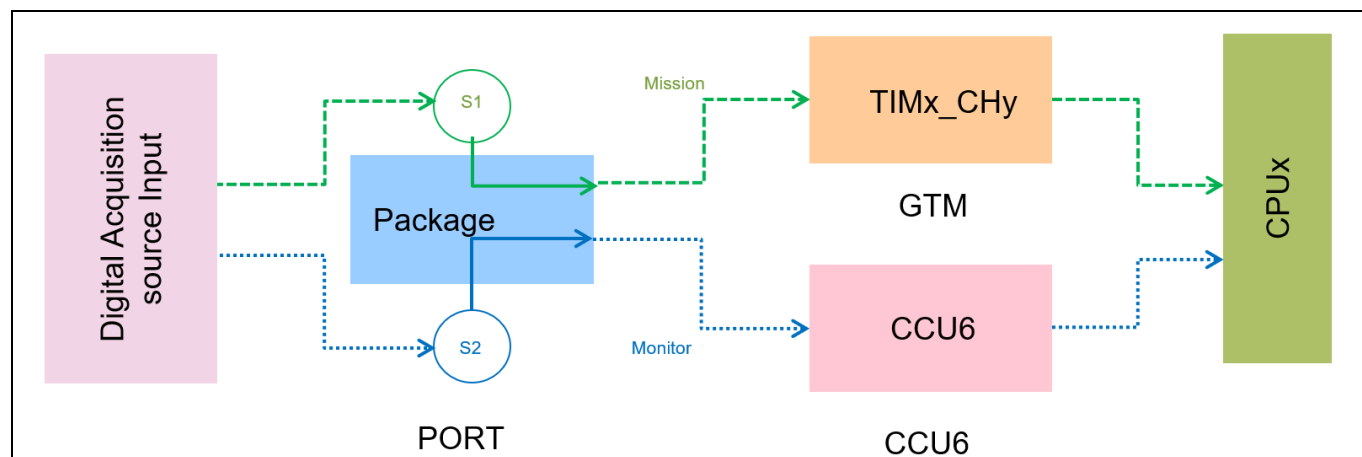 Digital Acquisition
source Input
S1
Package
S2
PORT
Mission
Monitor
TIMx_CHy
GTM
CCU6
CCU6
CPUx